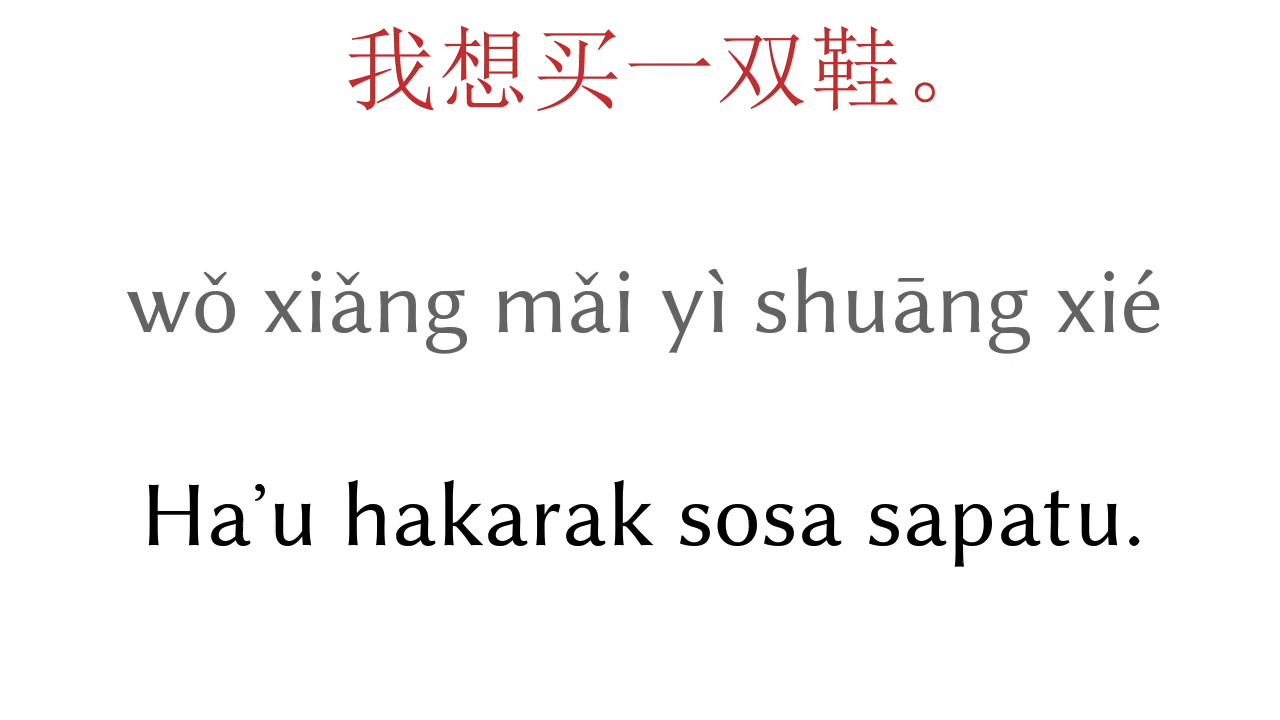 我想买一双鞋。
wǒ xiǎng mǎi yì shuāng xié
Ha’u hakarak sosa sapatu.